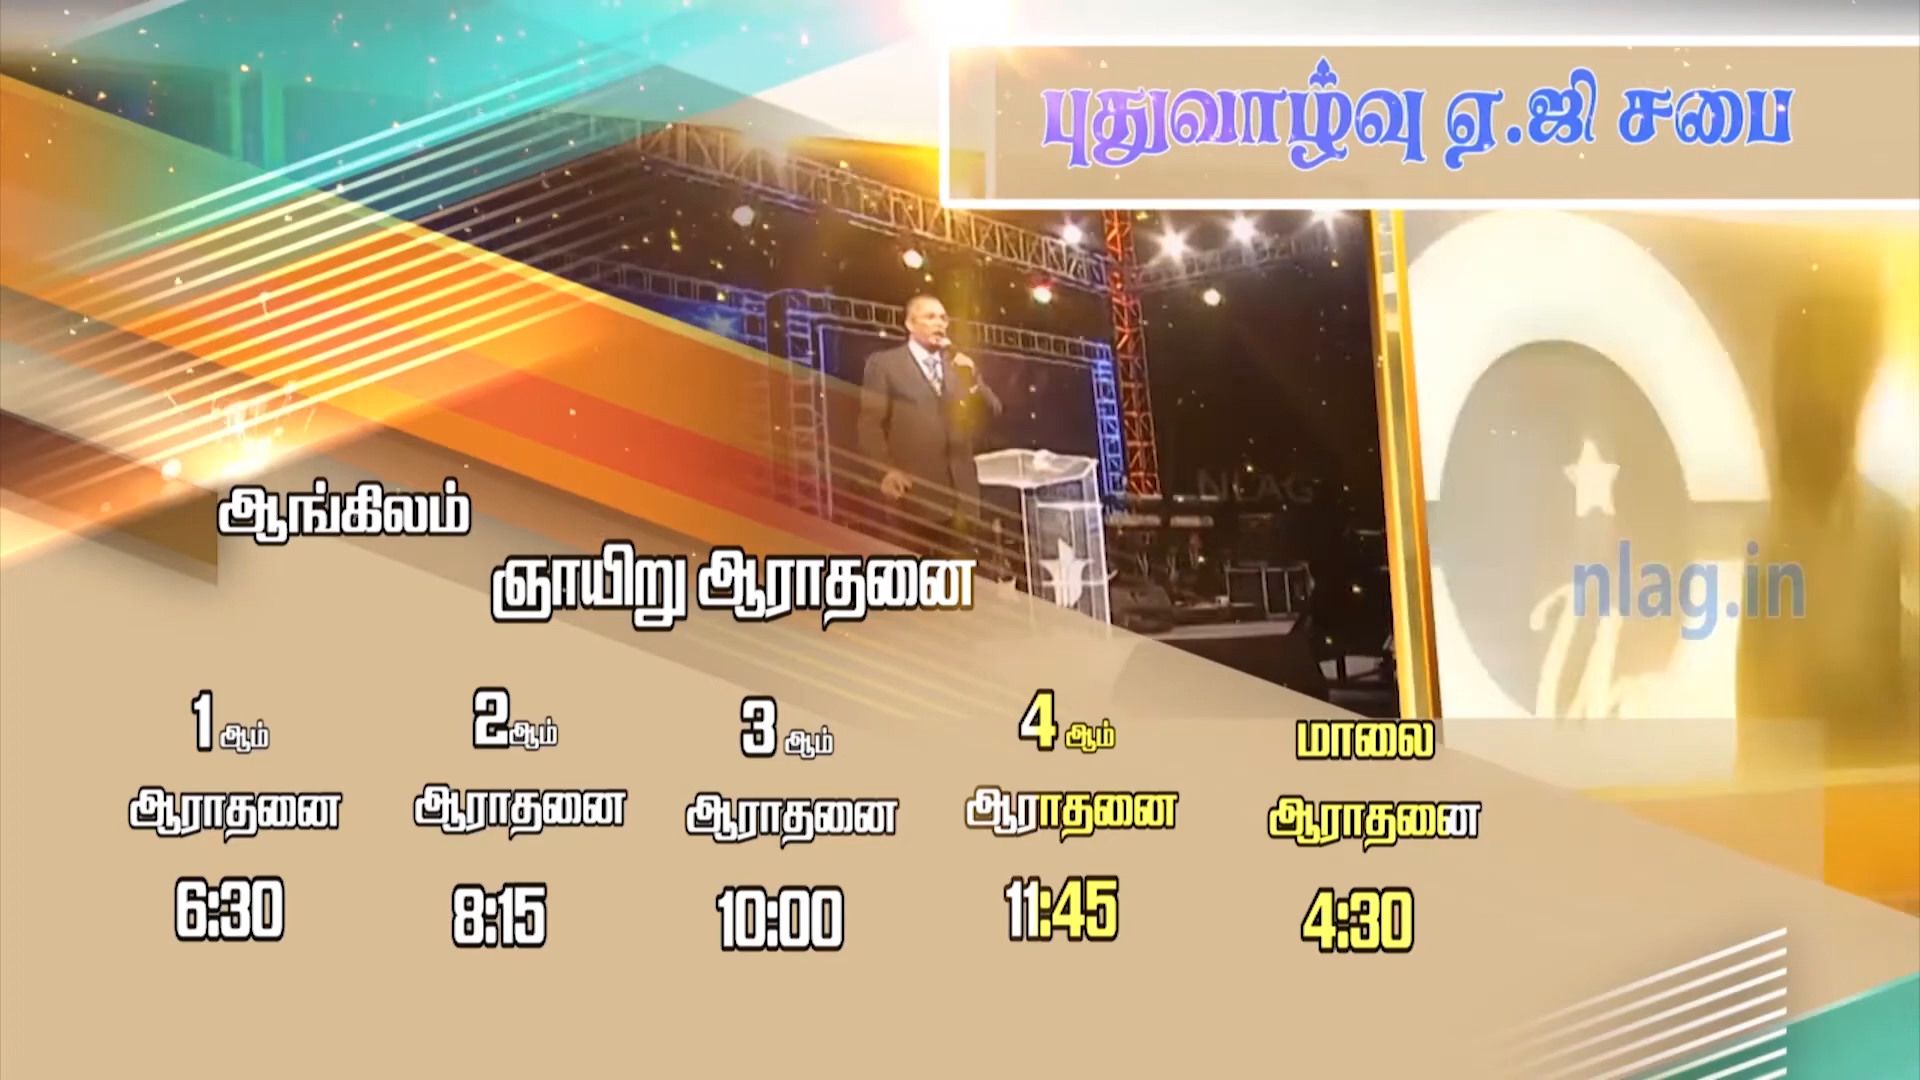 புதுவாழ்வு ஏ.ஜி சபை
NLAG
nlag.in
ஆங்கிலம்
ஞாயிறு ஆராதனை
1 ஆம்
ஆராதனை
6:30
2 ஆம்
ஆராதனை
8:15
3 ஆம்
ஆராதனை
10:00
4 ஆம்
ஆராதனை
11:45
மாலை
ஆராதனை
4:30